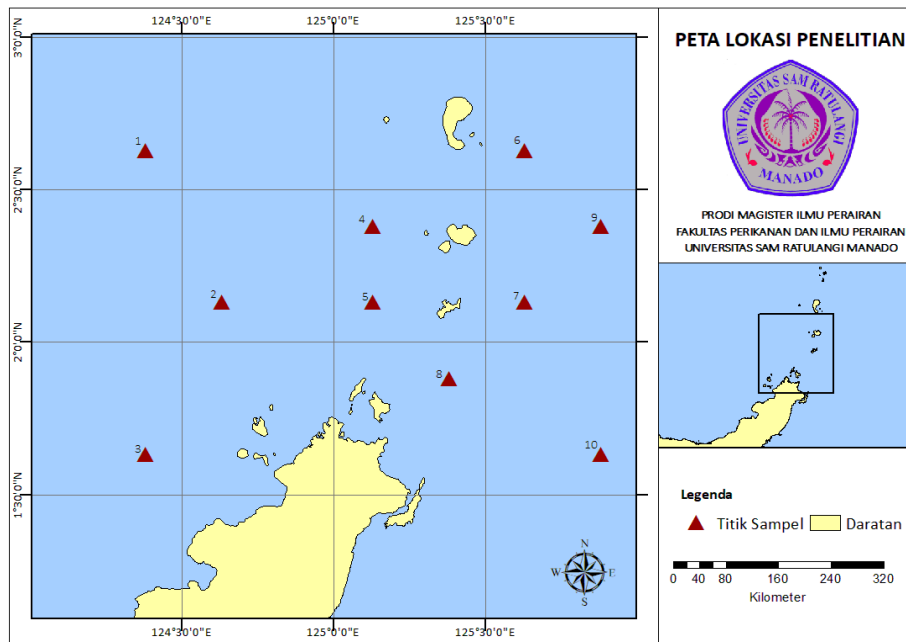 124°30'0"E 125°0'0"E 125°30'0"E
3°0'0"N
2°30'0"N
2°0'0"N
1°30'0"N
1
6
4
9
2
5
7
8
3
10
N
W E
S
124°30'0"E 125°0'0"E 125°30'0"E
PETA LOKASI PENELITIAN
UNIVERSITAS SAM RATULANGI
MANADO
PRODI MAGISTER ILMU PERAIRAN
FAKULTAS PERIKANAN DAN ILMU PERAIRAN
UNIVERSITAS SAM RATULANGI MANADO
Legenda
Titik Sampel Daratan
0 40 80 160 240 320
Kilometer